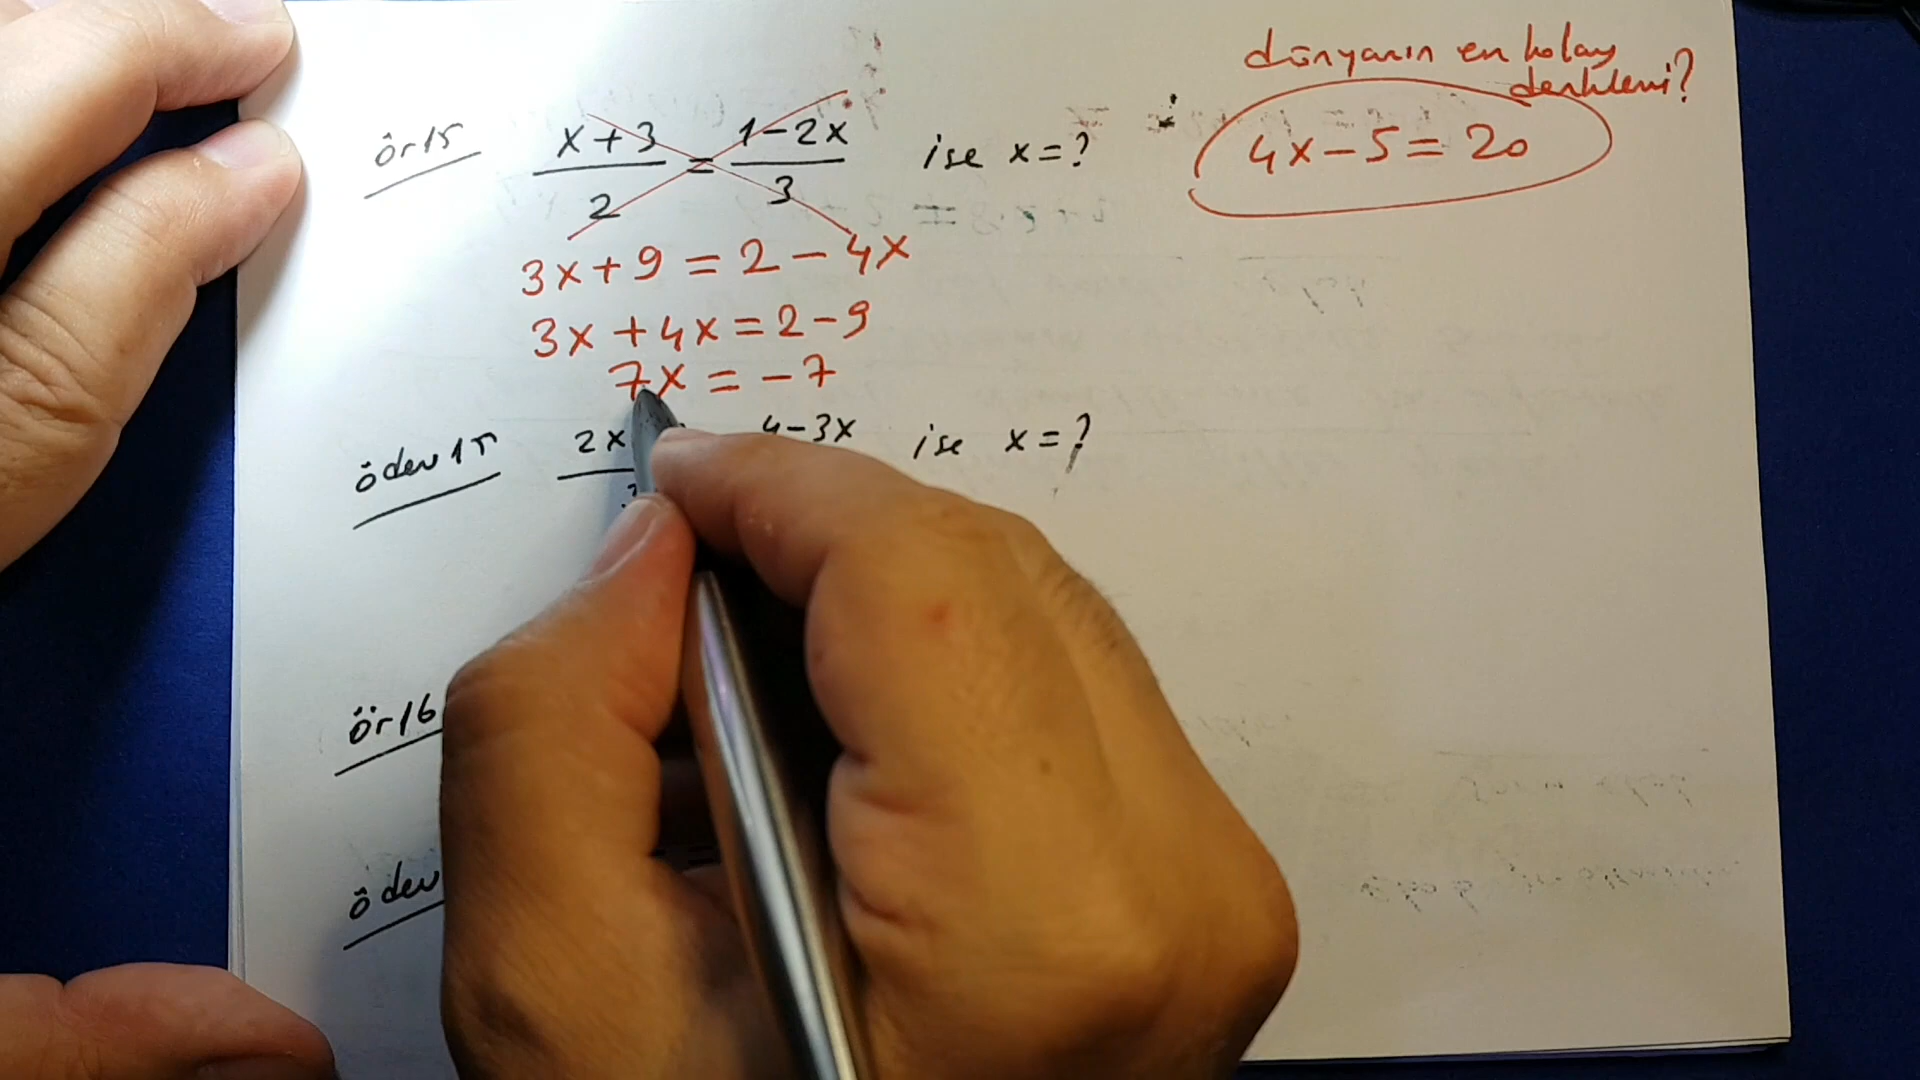 dünyanın en kolay
denklemi?
4x-5=20
ör15 x+3/2 = 1-2x/3 ise x=?
3x+9=2-4x
3x+4x=2-9
7x=-7
ödev15 2x 4-3x ise x=?
ör16
ödev